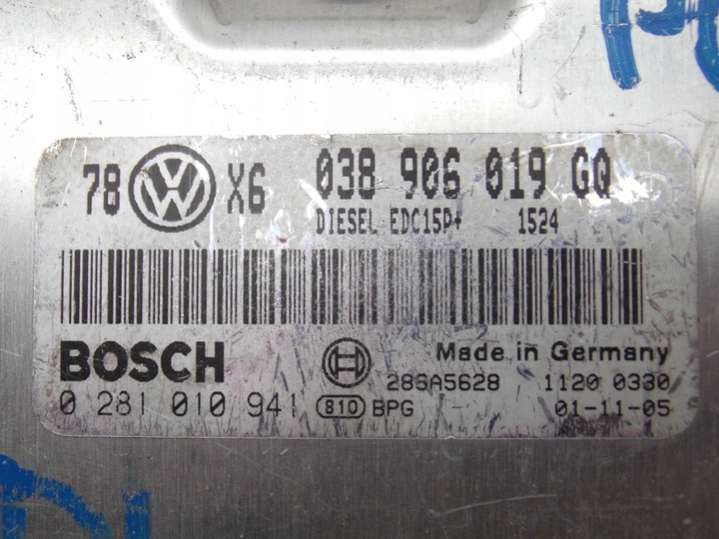 78 VW X6 038 906 019 GQ
DIESEL EDC15P+ 1524
BOSCH Made in Germany
28SA5628 1120 0330
0 281 010 941 810 BPG 01-11-05